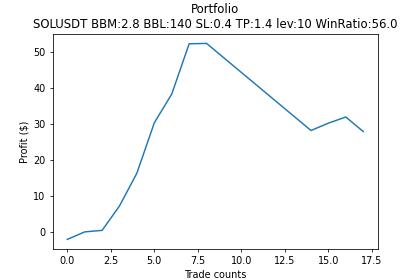 Portfolio
SOLUSDT BBM:2.8 BBL:140 SL:0.4 TP:1.4 lev:10 WinRatio:56.0
50
40
30
20
10
0
Profit ($)
0.0 2.5 5.0 7.5 10.0 12.5 15.0 17.5
Trade counts